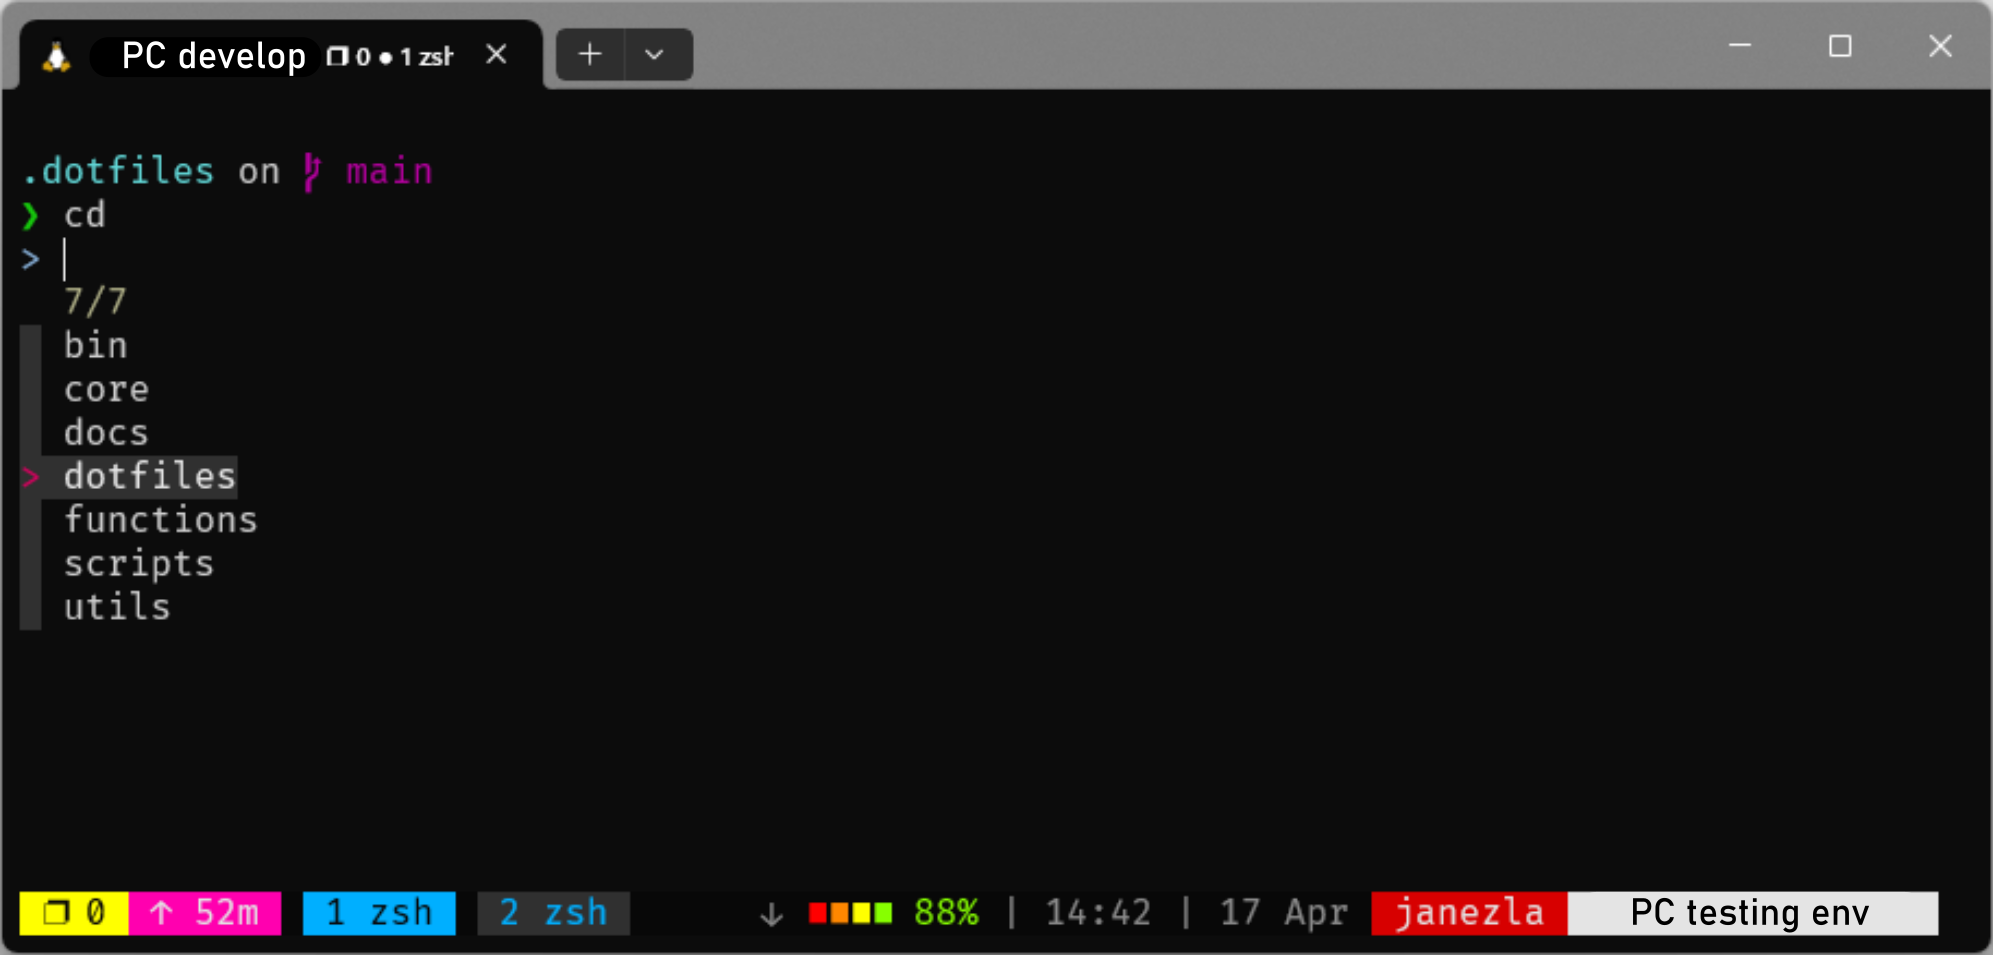 PC develop 0 ● 1 zsh
.dotfiles on main
❯ cd
>
7/7
bin
core
docs
> dotfiles
functions
scripts
utils
0 ↑ 52m 1 zsh 2 zsh ↓ 88% | 14:42 | 17 Apr janezla PC testing env